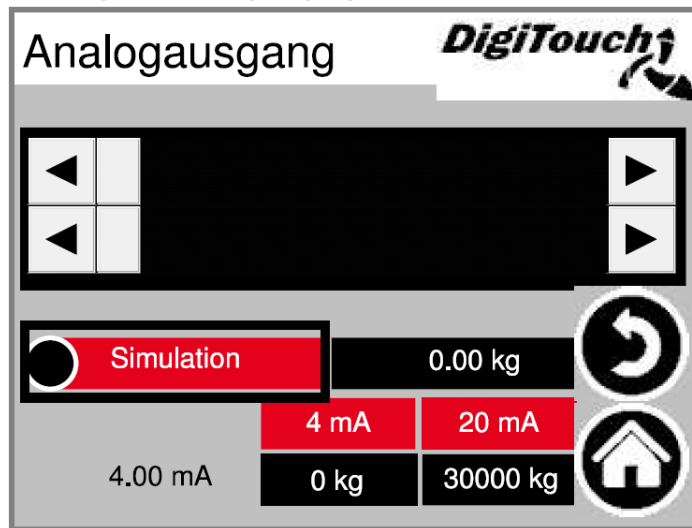 Analogausgang
DigiTouch
Simulation
0.00 kg
4 mA
20 mA
4.00 mA
0 kg
30000 kg